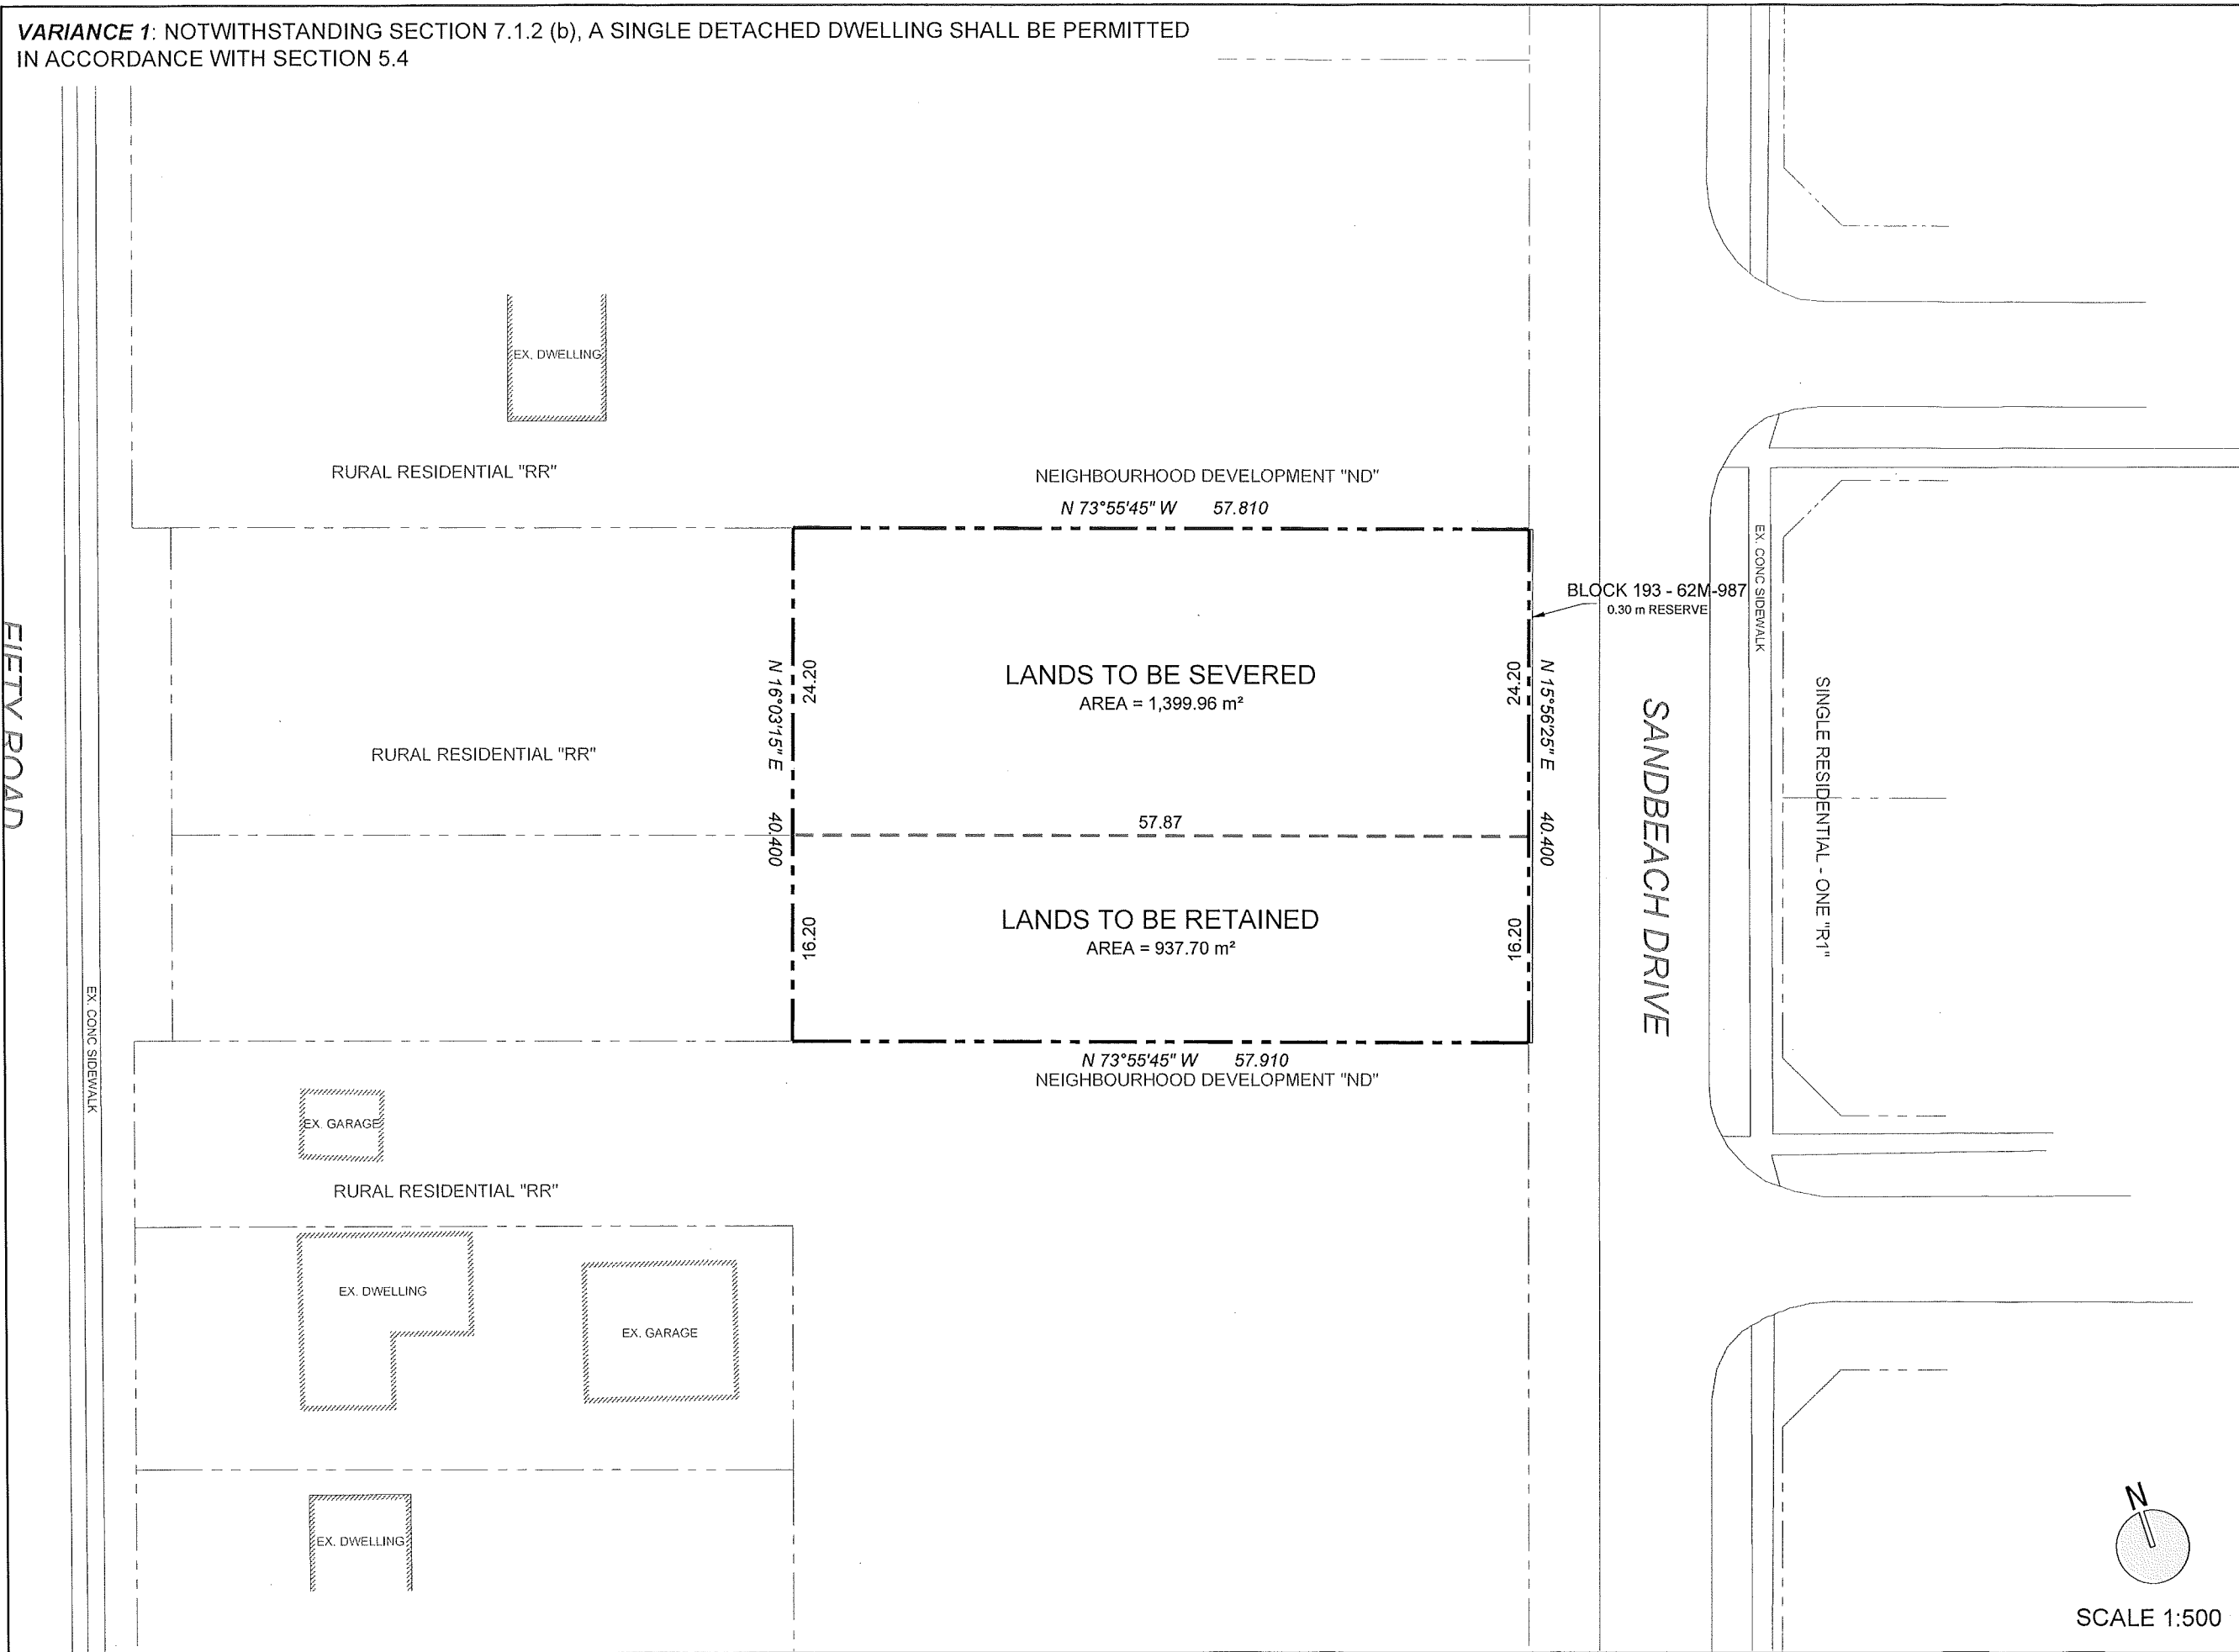 VARIANCE 1: NOTWITHSTANDING SECTION 7.1.2 (b), A SINGLE DETACHED DWELLING SHALL BE PERMITTED
IN ACCORDANCE WITH SECTION 5.4
EX. DWELLING
RURAL RESIDENTIAL "RR"
NEIGHBOURHOOD DEVELOPMENT "ND"
N 73°55'45" W 57.810
BLOCK 193 - 62M-987
0.30 m RESERVE
EX. CONC SIDEWALK
FIFTY ROAD
RURAL RESIDENTIAL "RR"
N 16°03'15" E 40.400
24.20
LANDS TO BE SEVERED
AREA = 1,399.96 m²
24.20
N 15°56'25" E 40.400
SANDBEACH DRIVE
SINGLE RESIDENTIAL - ONE "R1"
57.87
16.20
LANDS TO BE RETAINED
AREA = 937.70 m²
16.20
EX. CONC SIDEWALK
N 73°55'45" W 57.910
NEIGHBOURHOOD DEVELOPMENT "ND"
EX. GARAGE
RURAL RESIDENTIAL "RR"
EX. DWELLING
EX. GARAGE
EX. DWELLING
N
SCALE 1:500